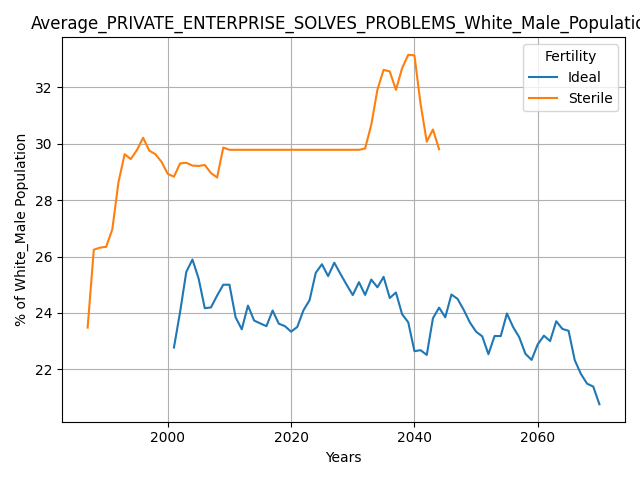 Average_PRIVATE_ENTERPRISE_SOLVES_PROBLEMS_White_Male_Population
Fertility
Ideal
Sterile
% of White_Male Population
32
30
28
26
24
22
2000 2020 2040 2060
Years